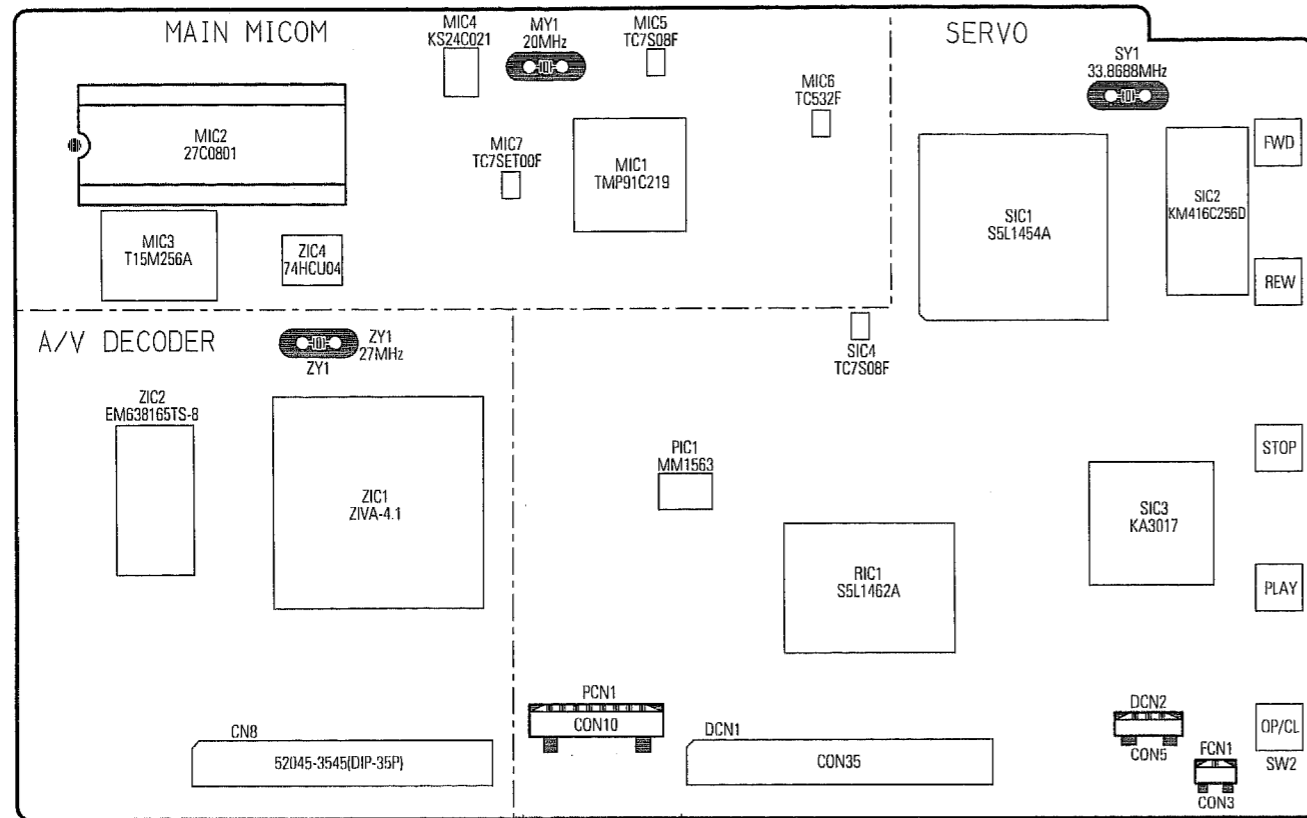 MAIN MICOM
MIC4
KS24C021
MY1
20MHz
MIC5
TC7S08F
SERVO
SY1
33.8688MHz
MIC6
TC532F
MIC2
27C0801
MIC7
TC7SET00F
MIC1
TMP91C219
FWD
SIC1
S5L1454A
SIC2
KM416C256D
MIC3
T15M256A
ZIC4
74HCU04
REW
A/V DECODER
ZY1
27MHz
ZY1
SIC4
TC7S08F
ZIC2
EM638165TS-8
PIC1
MM1563
STOP
ZIC1
ZIVA-4.1
SIC3
KA3017
RIC1
S5L1462A
PLAY
PCN1
CON10
DCN2
CON5
OP/CL
SW2
CN8
52045-3545(DIP-35P)
DCN1
CON35
FCN1
CON3